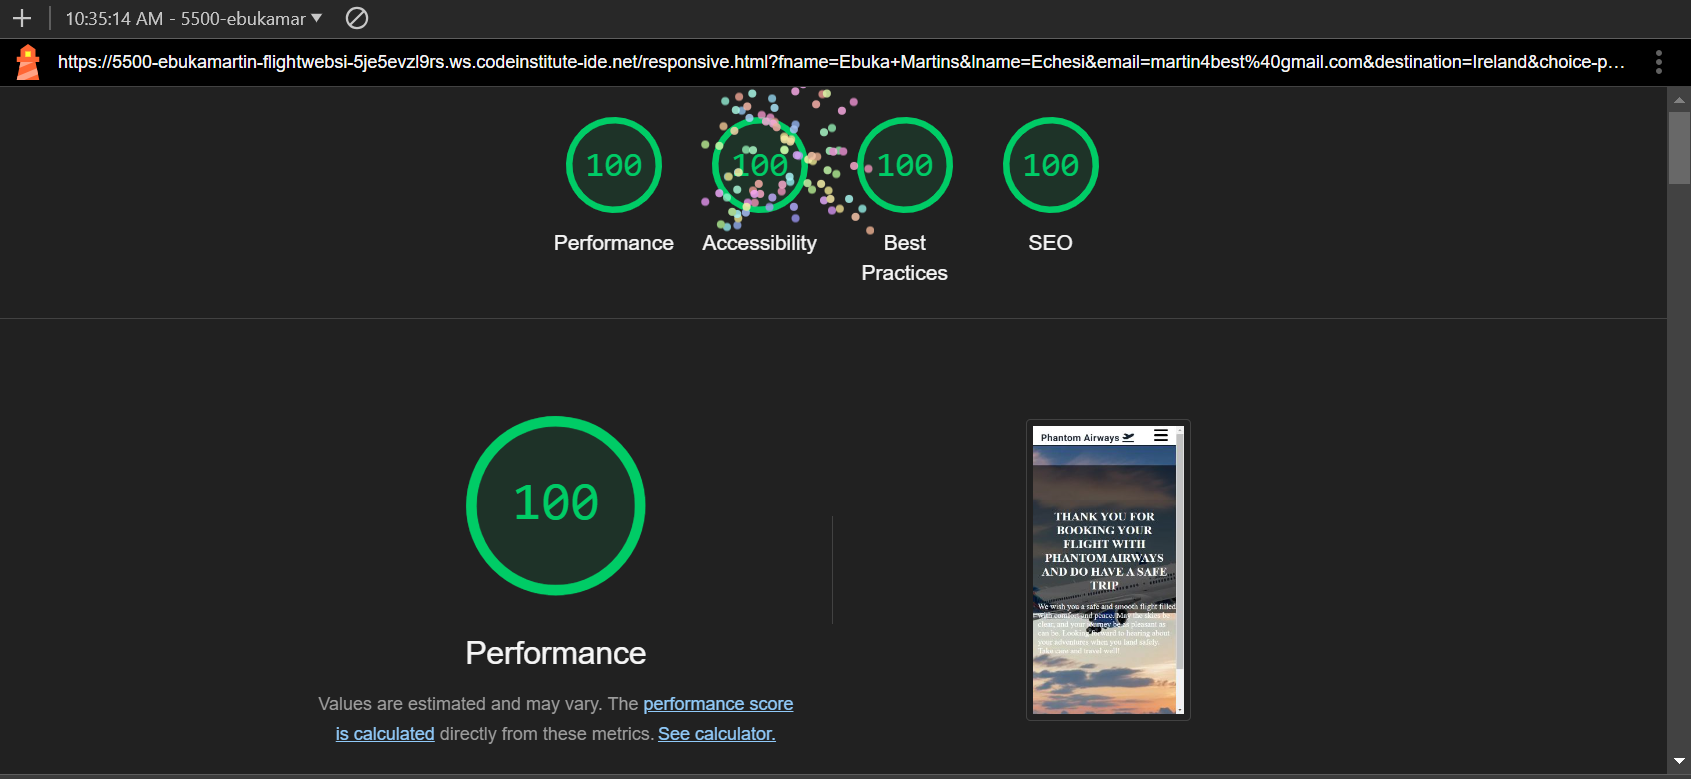 10:35:14 AM - 5500-ebukamar
https://5500-ebukamartin-flightwebsi-5je5evzl9rs.ws.codeinstitute-ide.net/responsive.html?fname=Ebuka+Martins&lname=Echesi&email=martin4best%40gmail.com&destination=Ireland&choice-p…
100
100
100
100
Performance
Accessibility
Best
Practices
SEO
100
Performance
Values are estimated and may vary. The performance score
is calculated directly from these metrics. See calculator.
Phantom Airways
THANK YOU FOR
BOOKING YOUR
FLIGHT WITH
PHANTOM AIRWAYS
AND DO HAVE A SAFE
TRIP
We wish you a safe and smooth flight filled
with comfort and peace. May the skies be
clear, and your journey be as pleasant as
can be. Looking forward to hearing about
your adventures when you land safely.
Take care and travel well!